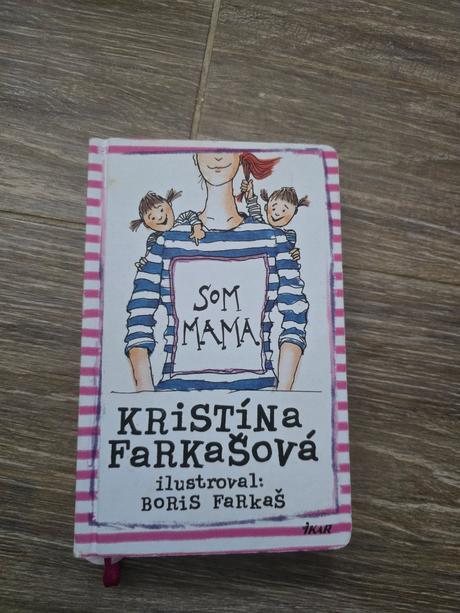 SOM
MAMA
KRiSTíNa
FaRKaŠoVá
ilustroval:
BoRiS FaRKaŠ
iKAR